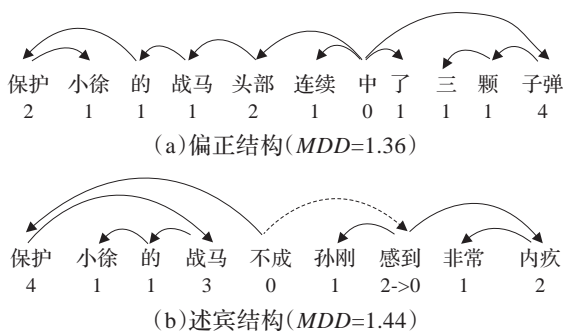 保护 小徐 的 战马 头部 连续 中 了 三 颗 子弹
2 1 1 1 2 1 0 1 1 1 4
(a)偏正结构(MDD=1.36)
保护 小徐 的 战马 不成 孙刚 感到 非常 内疚
4 1 1 3 0 1 2->0 1 2
(b)述宾结构(MDD=1.44)